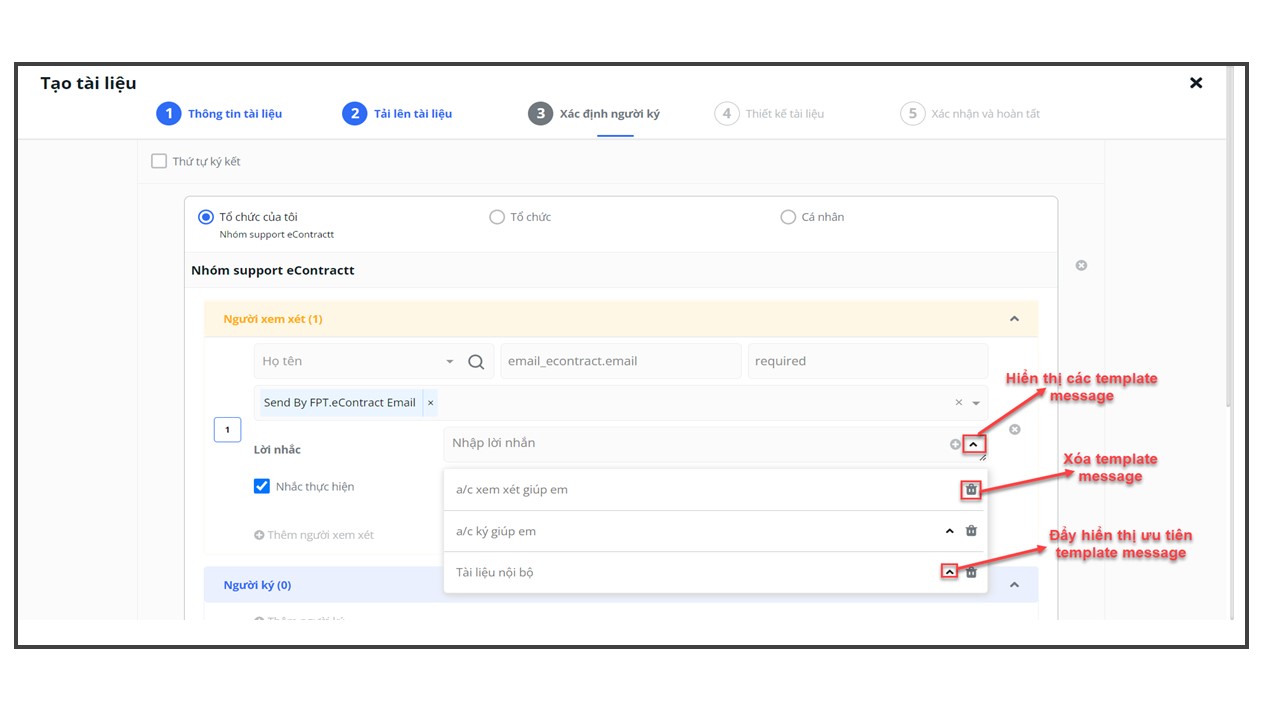 Tạo tài liệu
1 Thông tin tài liệu
2 Tải lên tài liệu
3 Xác định người ký
4 Thiết kế tài liệu
5 Xác nhận và hoàn tất
Thứ tự ký kết
Tổ chức của tôi
Nhóm support eContractt
Tổ chức
Cá nhân
Nhóm support eContractt
Người xem xét (1)
Họ tên
email_econtract.email
required
Send By FPT.eContract Email ×
1
Lời nhắc
Nhập lời nhắn
Nhắc thực hiện
a/c xem xét giúp em
a/c ký giúp em
Tài liệu nội bộ
Thêm người xem xét
Người ký (0)
Thêm người ký
Hiển thị các template
message
Xóa template
message
Đẩy hiển thị ưu tiên
template message